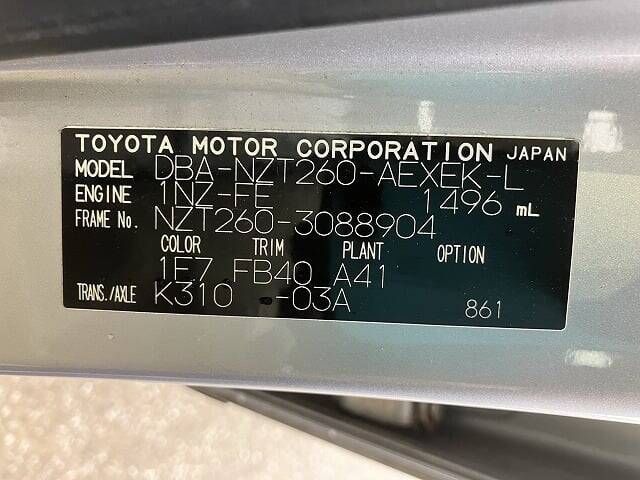 TOYOTA MOTOR CORPORATION JAPAN
MODEL DBA-NZT260-AEXEK-L
ENGINE 1NZ-FE 1496 mL
FRAME No. NZT260-3088904
COLOR TRIM PLANT OPTION
1E7 FB40 A41
TRANS./AXLE K310 -03A 861